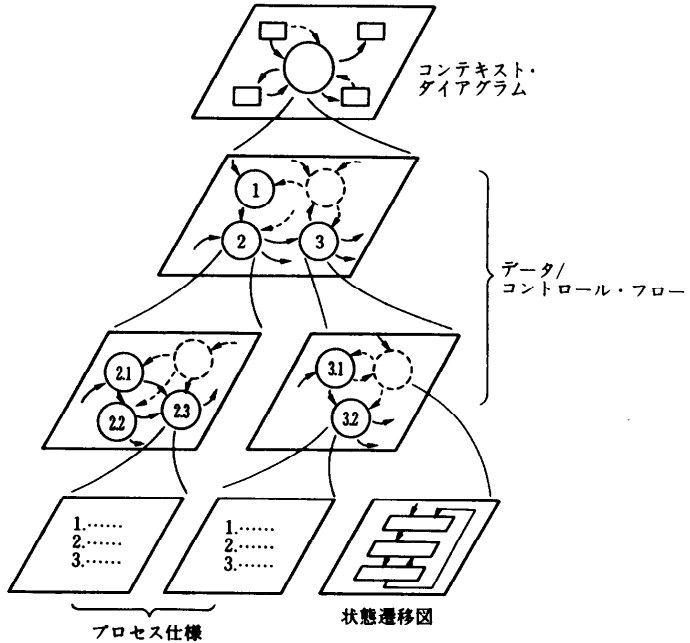 コンテキスト・
ダイアグラム
1
2
3
データ/
コントロール・フロー
2.1
2.2
2.3
3.1
3.2
1.……
2.……
3.……
1.……
2.……
3.……
プロセス仕様
状態遷移図